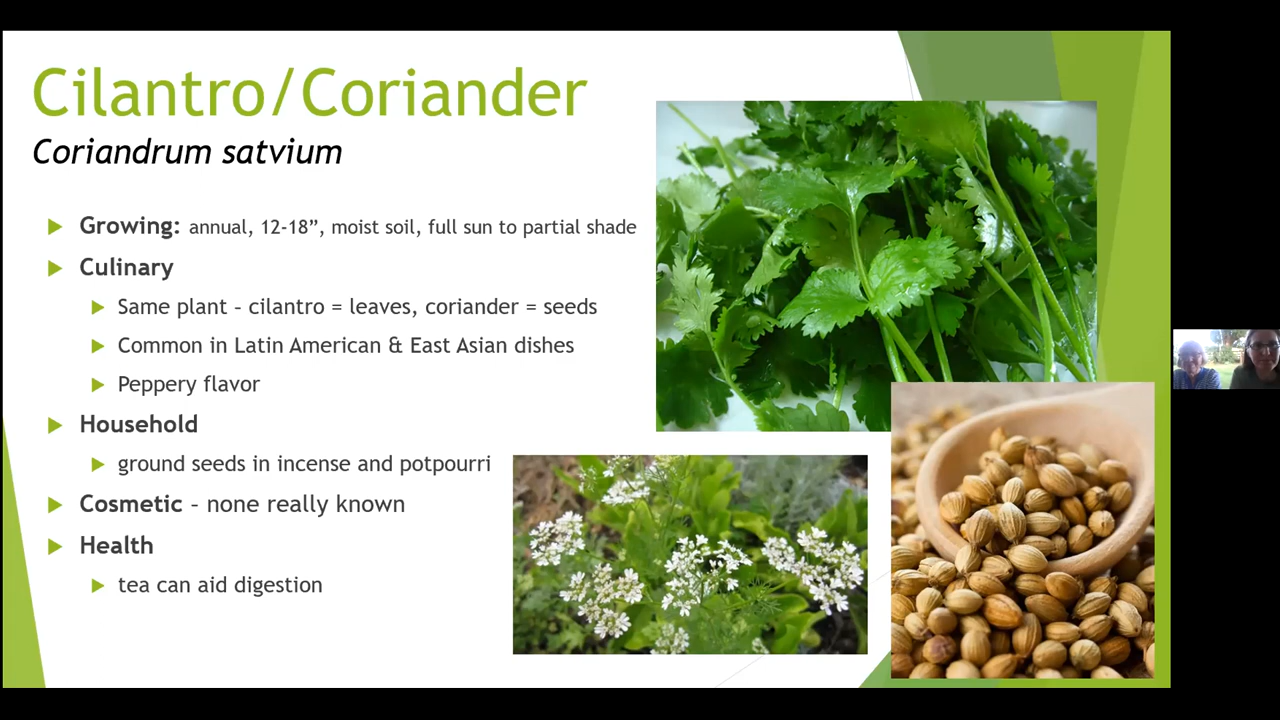 Cilantro/Coriander
Coriandrum satvium
Growing: annual, 12-18”, moist soil, full sun to partial shade
Culinary
Same plant – cilantro = leaves, coriander = seeds
Common in Latin American & East Asian dishes
Peppery flavor
Household
ground seeds in incense and potpourri
Cosmetic – none really known
Health
tea can aid digestion